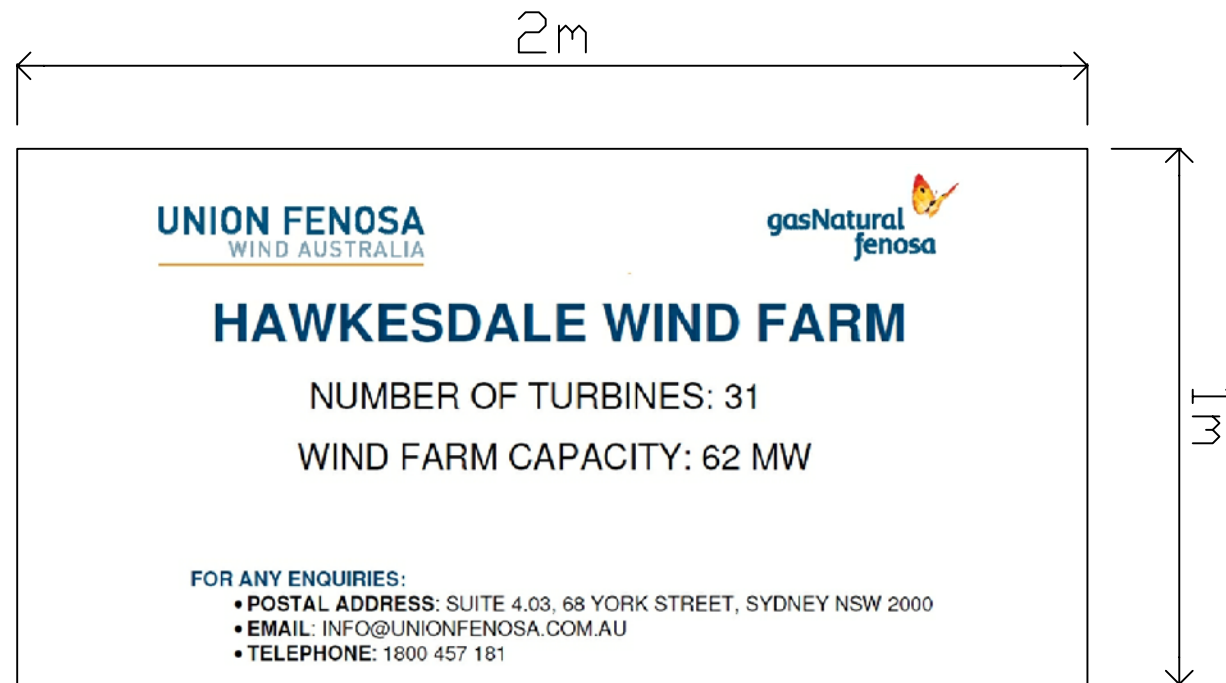 2m
UNION FENOSA
WIND AUSTRALIA
gasNatural
fenosa
HAWKESDALE WIND FARM
NUMBER OF TURBINES: 31
WIND FARM CAPACITY: 62 MW
1m
FOR ANY ENQUIRIES:
• POSTAL ADDRESS: SUITE 4.03, 68 YORK STREET, SYDNEY NSW 2000
• EMAIL: INFO@UNIONFENOSA.COM.AU
• TELEPHONE: 1800 457 181